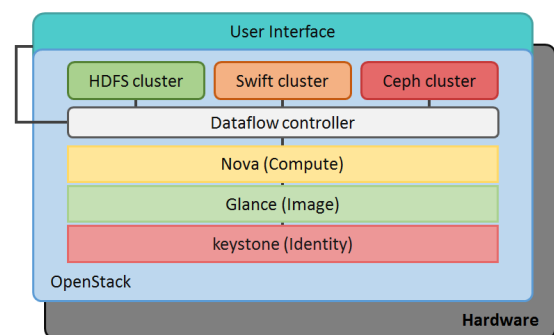 User Interface
HDFS cluster
Swift cluster
Ceph cluster
Dataflow controller
Nova (Compute)
Glance (Image)
keystone (Identity)
OpenStack
Hardware